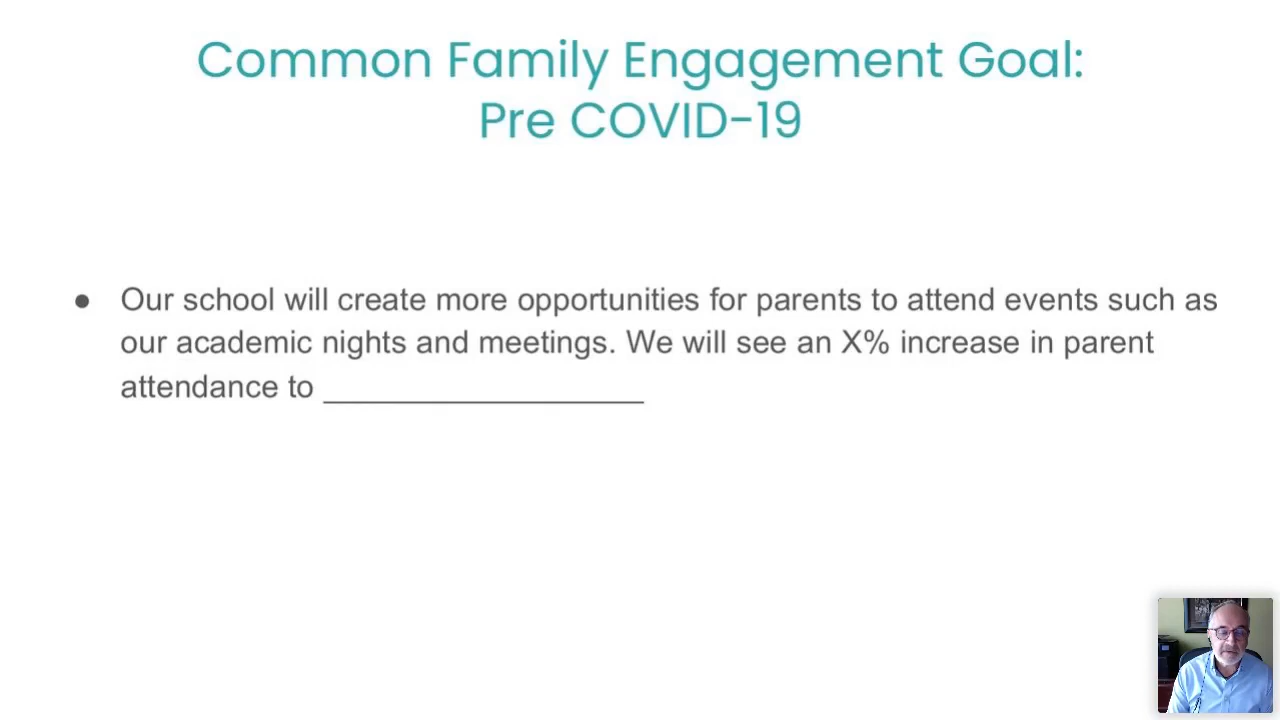 Common Family Engagement Goal:
Pre COVID-19
● Our school will create more opportunities for parents to attend events such as
our academic nights and meetings. We will see an X% increase in parent
attendance to ___________________